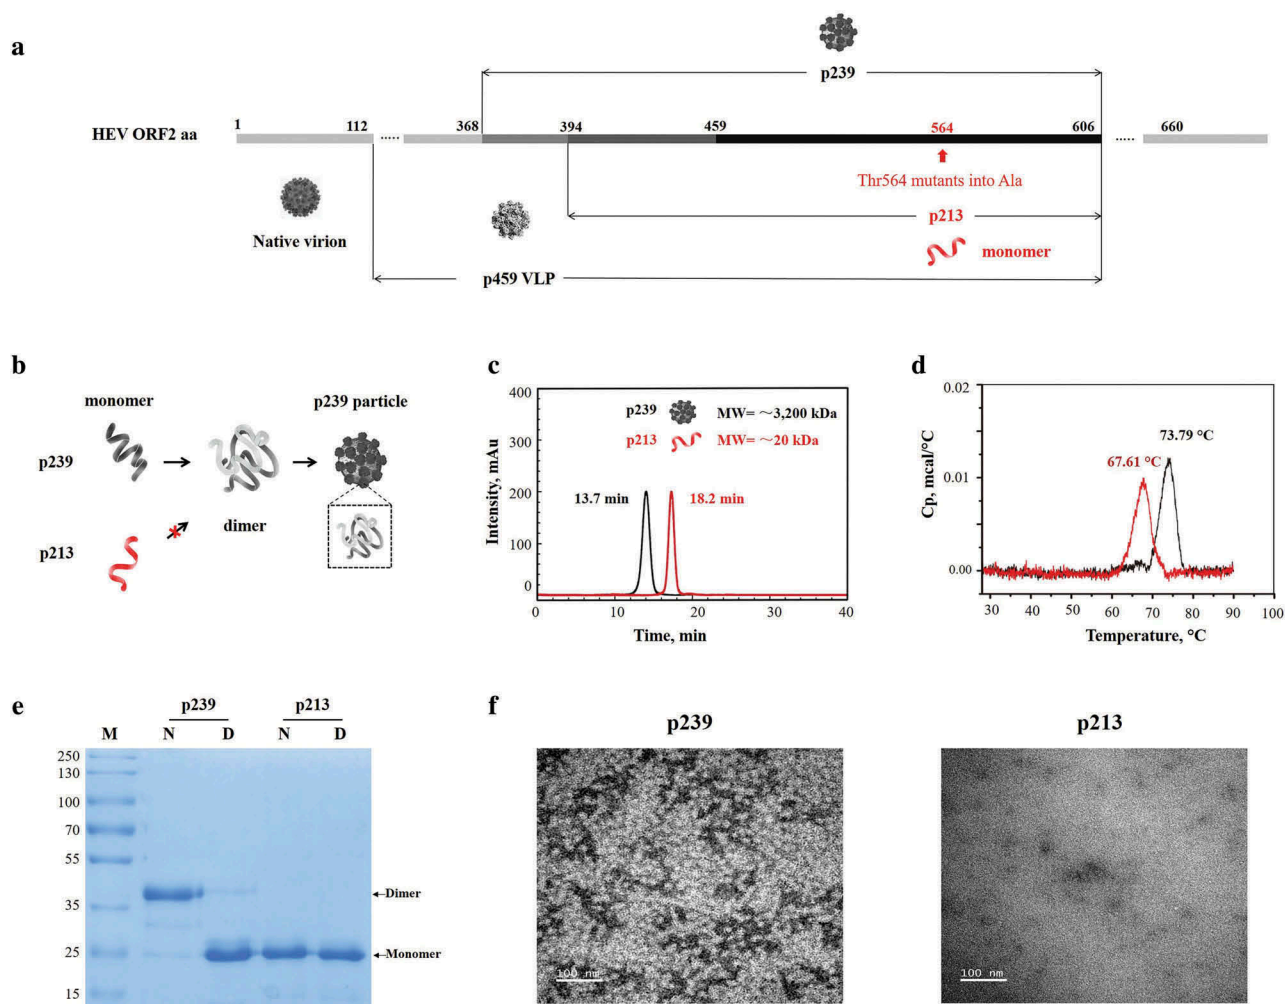 a
p239
HEV ORF2 aa
1 112 ..... 368 394 459 564 606 ..... 660
Thr564 mutants into Ala
p213
monomer
Native virion
p459 VLP
b
monomer
p239 particle
p239
dimer
p213
c
400
300
200
100
0
Intensity, mAu
p239 MW= ~3,200 kDa
p213 MW= ~20 kDa
13.7 min 18.2 min
0 10 20 30 40
Time, min
d
0.02
0.01
0.00
Cp, mcal/°C
73.79 °C
67.61 °C
30 40 50 60 70 80 90 100
Temperature, °C
e
p239 p213
M N D N D
250
130
100
70
55
35
25
15
Dimer
Monomer
f
p239
100 nm
p213
100 nm